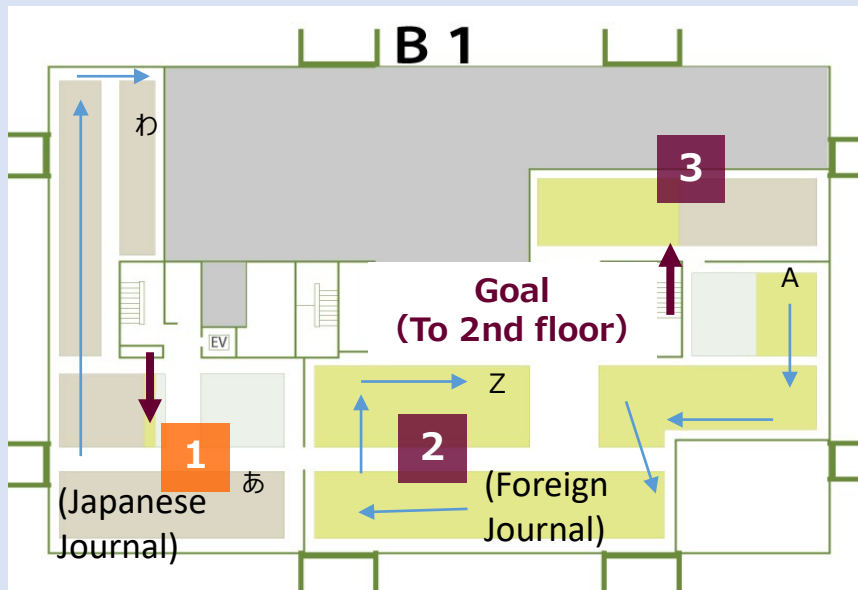 B 1
わ
3
A
Goal
（To 2nd floor）
EV
Z
1
2
あ
(Japanese
Journal)
(Foreign
Journal)